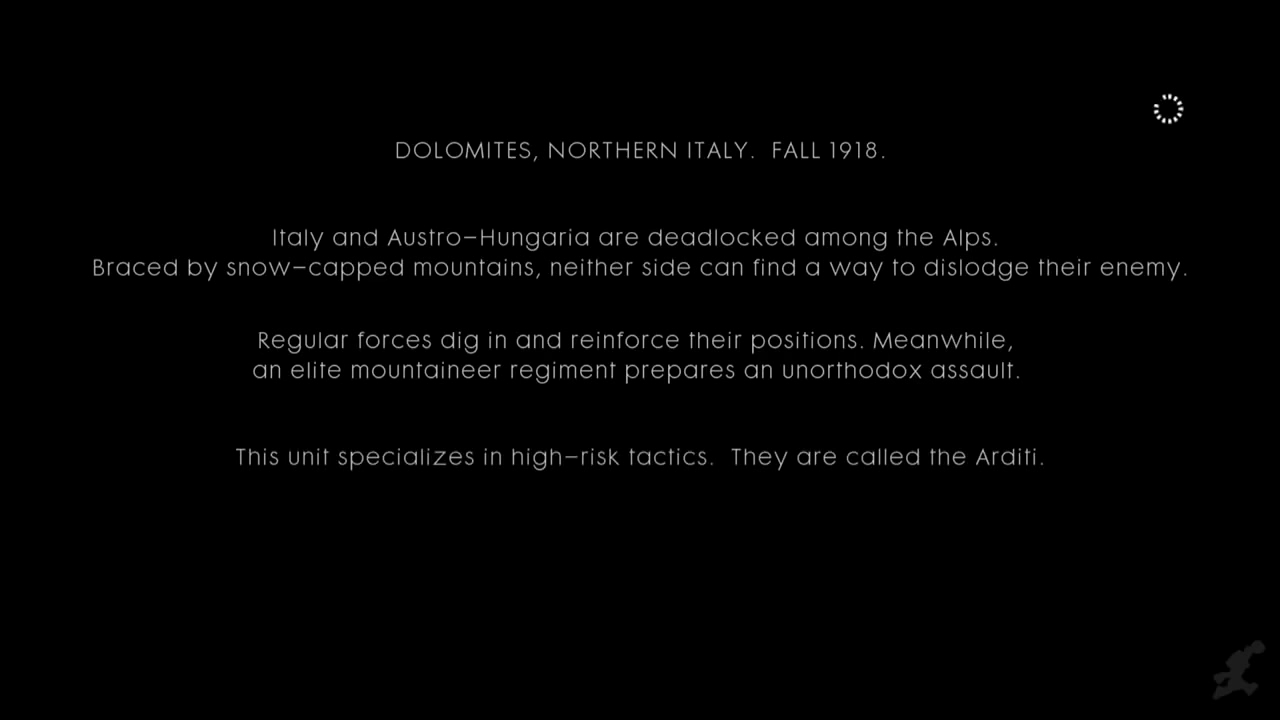 DOLOMITES, NORTHERN ITALY.  FALL 1918.
Italy and Austro-Hungaria are deadlocked among the Alps.
Braced by snow-capped mountains, neither side can find a way to dislodge their enemy.
Regular forces dig in and reinforce their positions. Meanwhile,
an elite mountaineer regiment prepares an unorthodox assault.
This unit specializes in high-risk tactics.  They are called the Arditi.